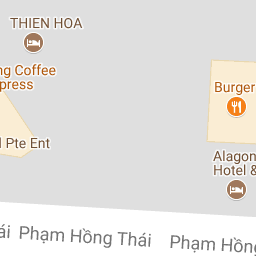 THIEN HOA
ng Coffee
press
Burger
l Pte Ent
Alagon
Hotel &
ái Phạm Hồng Thái Phạm Hồng